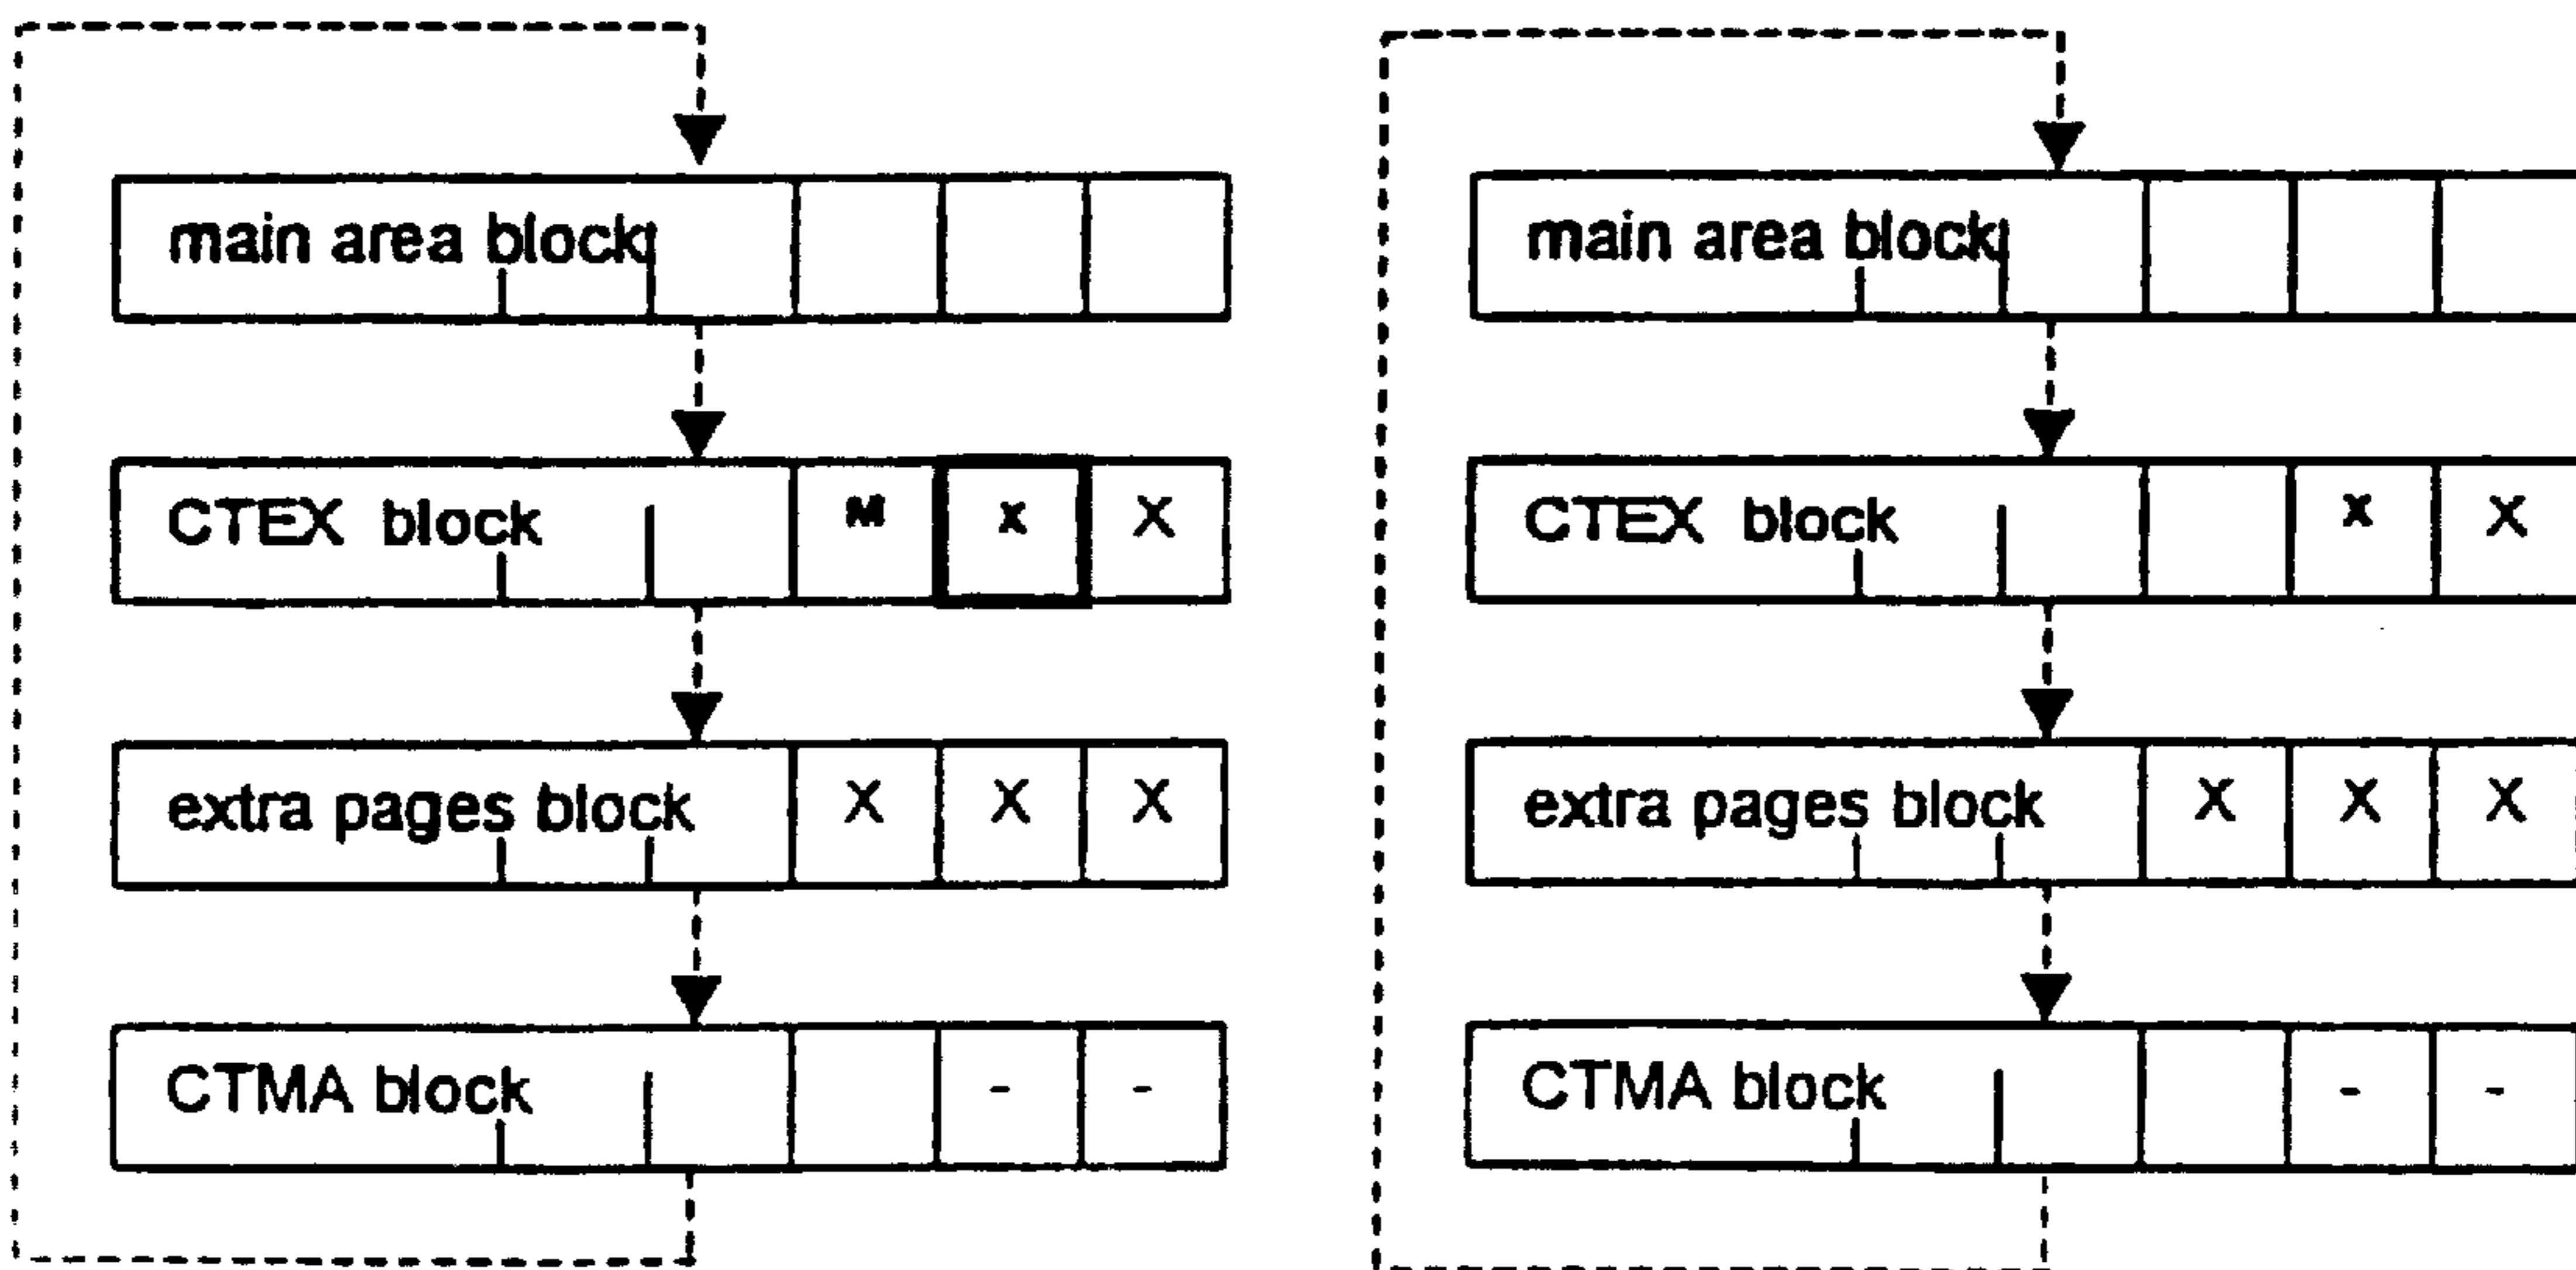 main area block
CTEX block M x X
extra pages block X X X
CTMA block - -
main area block
CTEX block x X
extra pages block X X X
CTMA block - -